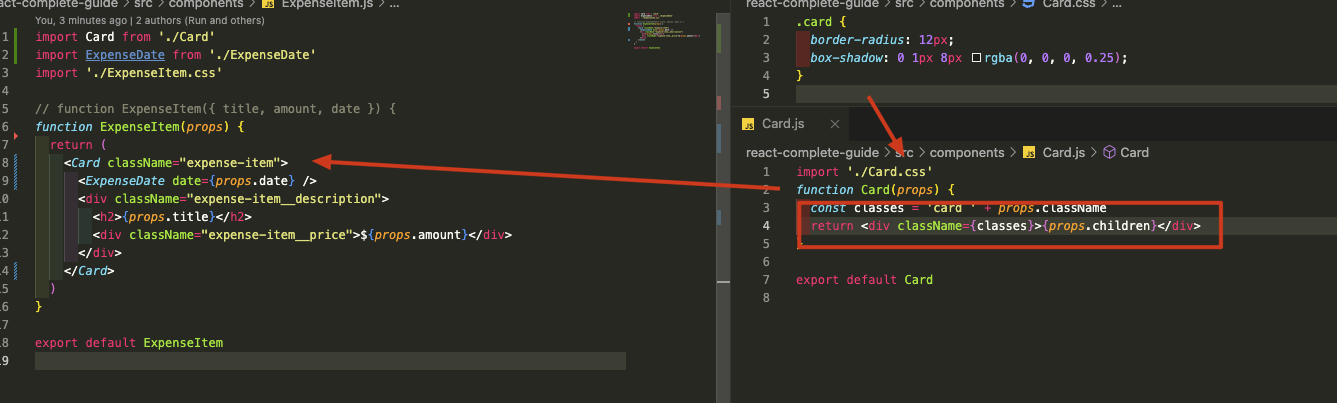 react-complete-guide > src > components > JS ExpenseItem.js > ...
You, 3 minutes ago | 2 authors (Run and others)
1 import Card from './Card'
2 import ExpenseDate from './ExpenseDate'
3 import './ExpenseItem.css'
4
5 // function ExpenseItem({ title, amount, date }) {
6 function ExpenseItem(props) {
7 return (
8 <Card className="expense-item">
9 <ExpenseDate date={props.date} />
10 <div className="expense-item__description">
11 <h2>{props.title}</h2>
12 <div className="expense-item__price">${props.amount}</div>
13 </div>
14 </Card>
15 )
16 }
17
18 export default ExpenseItem
19
react-complete-guide > src > components > Card.css > ...
1 .card {
2 border-radius: 12px;
3 box-shadow: 0 1px 8px rgba(0, 0, 0, 0.25);
4 }
5
JS Card.js ×
react-complete-guide > src > components > JS Card.js > Card
1 import './Card.css'
2 function Card(props) {
3 const classes = 'card ' + props.className
4 return <div className={classes}>{props.children}</div>
5 }
6
7 export default Card
8